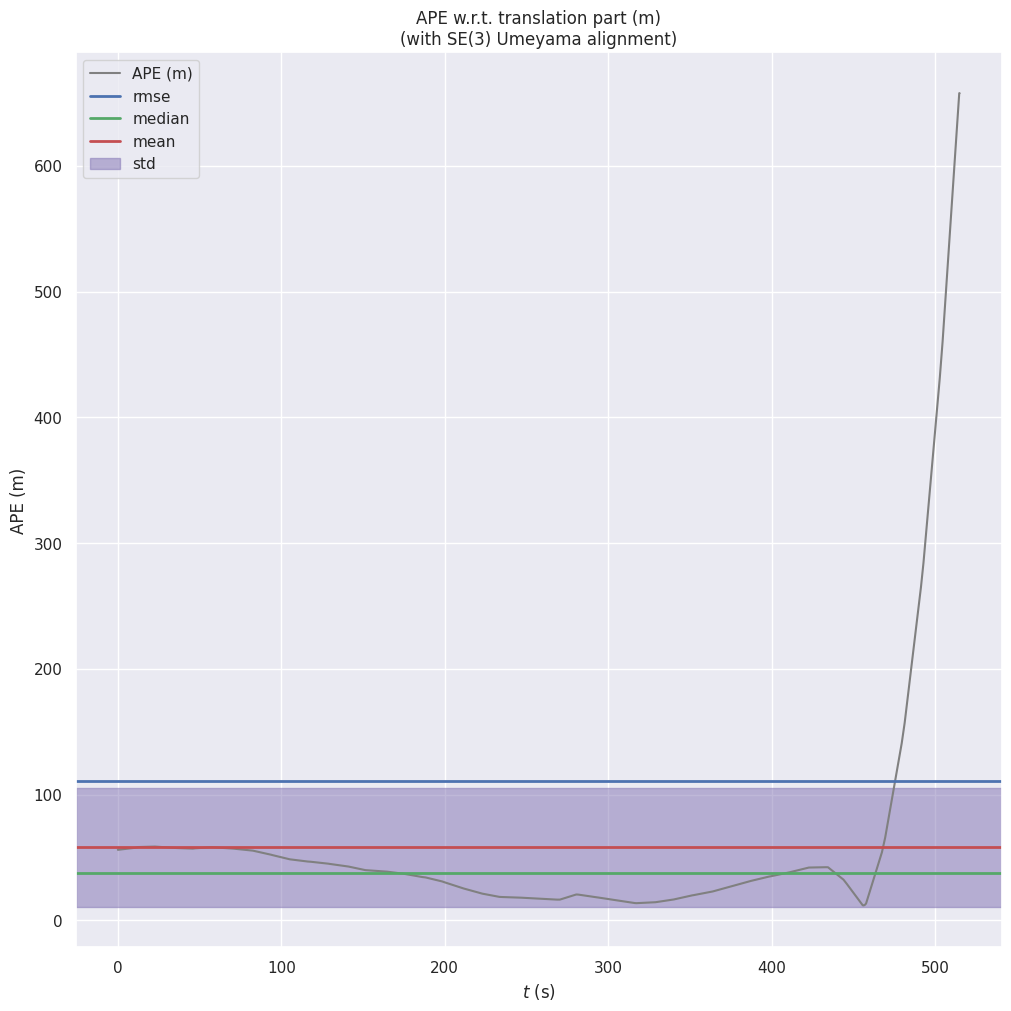 APE w.r.t. translation part (m)
(with SE(3) Umeyama alignment)
APE (m)
rmse
median
mean
std
600
500
400
300
200
100
0
APE (m)
0 100 200 300 400 500
t (s)